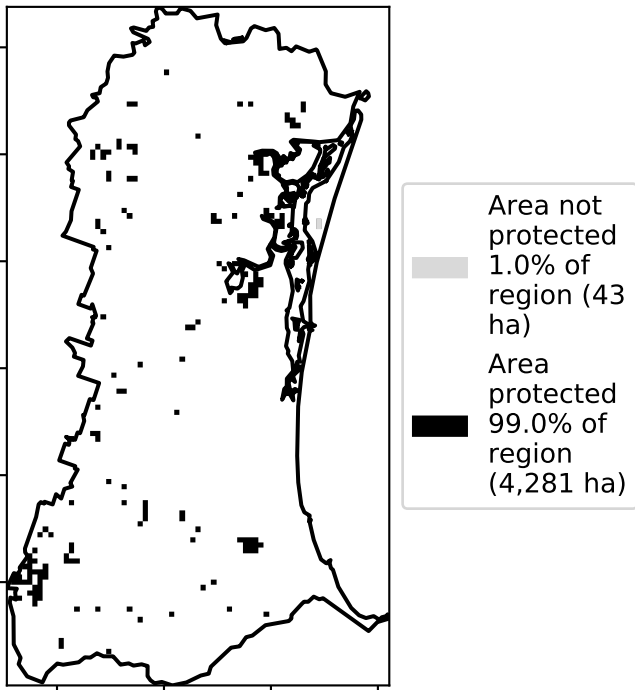 Area not
protected
1.0% of
region (43
ha)
Area
protected
99.0% of
region
(4,281 ha)